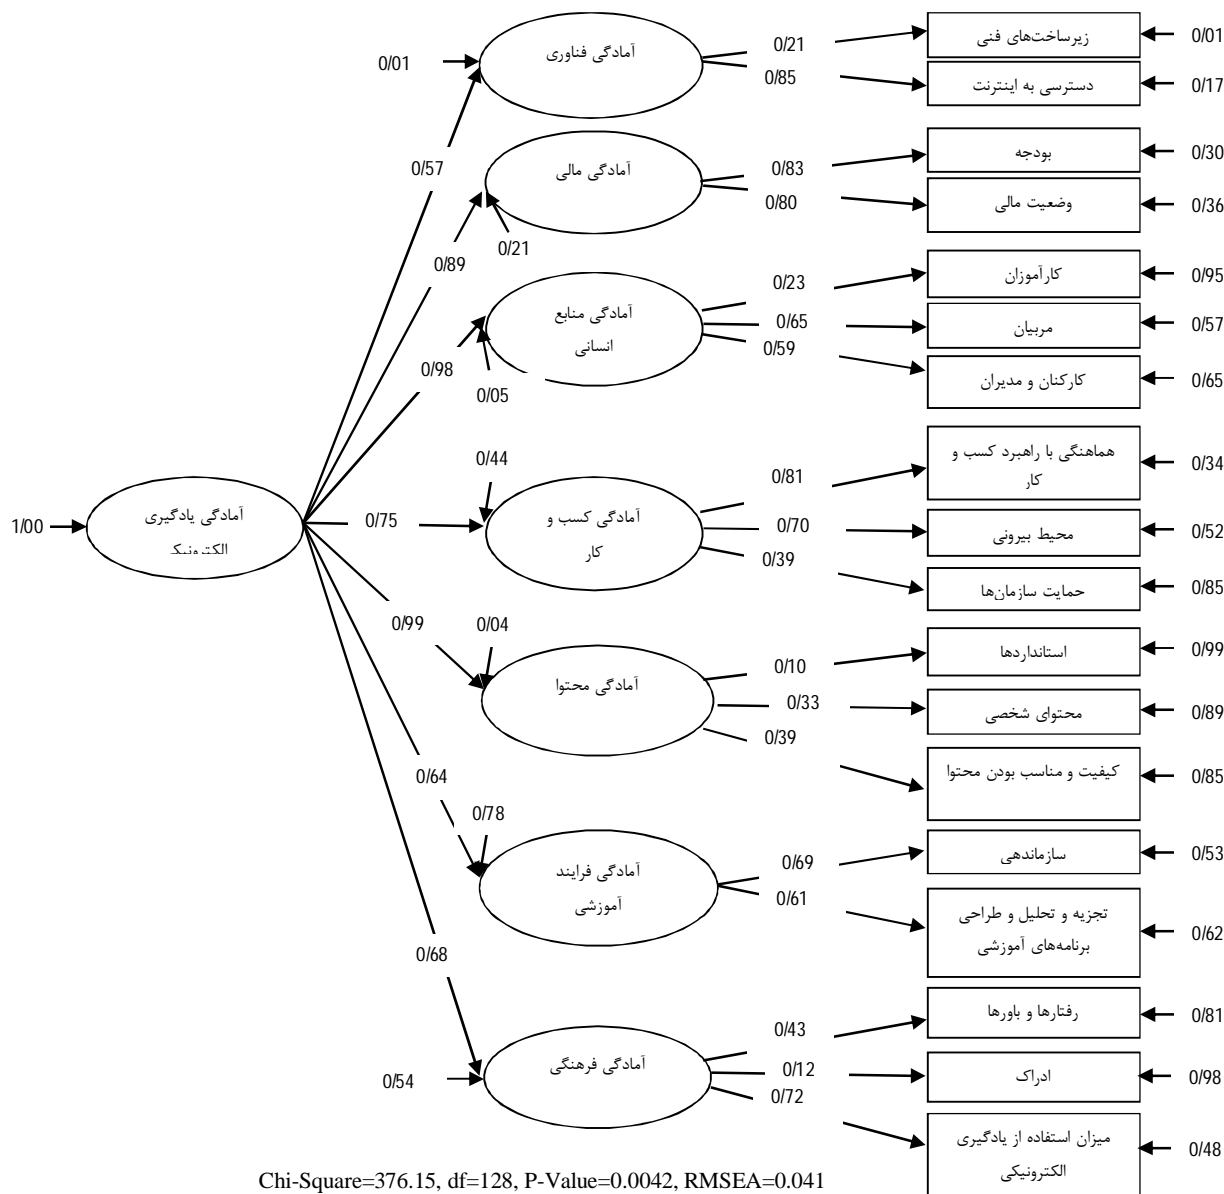 0/01
آمادگی فناوری
0/21
0/85
زیرساخت‌های فنی
0/01
دسترسی به اینترنت
0/17
0/57
آمادگی مالی
0/83
0/80
بودجه
0/30
وضعیت مالی
0/36
0/89
0/21
آمادگی منابع
انسانی
0/23
0/65
0/59
کارآموزان
0/95
مربیان
0/57
کارکنان و مدیران
0/65
0/98
0/05
1/00
آمادگی یادگیری
الکترونیکی
0/75
0/44
آمادگی کسب و
کار
0/81
0/70
0/39
هماهنگی با راهبرد کسب و
کار
0/34
محیط بیرونی
0/52
حمایت سازمان‌ها
0/85
0/99
0/04
آمادگی محتوا
0/10
0/33
0/39
استانداردها
0/99
محتوای شخصی
0/89
کیفیت و مناسب بودن محتوا
0/85
0/64
0/78
آمادگی فرایند
آموزشی
0/69
0/61
سازماندهی
0/53
تجزیه و تحلیل و طراحی
برنامه‌های آموزشی
0/62
0/68
0/54
آمادگی فرهنگی
0/43
0/12
0/72
رفتارها و باورها
0/81
ادراک
0/98
میزان استفاده از یادگیری
الکترونیکی
0/48
Chi-Square=376.15, df=128, P-Value=0.0042, RMSEA=0.041